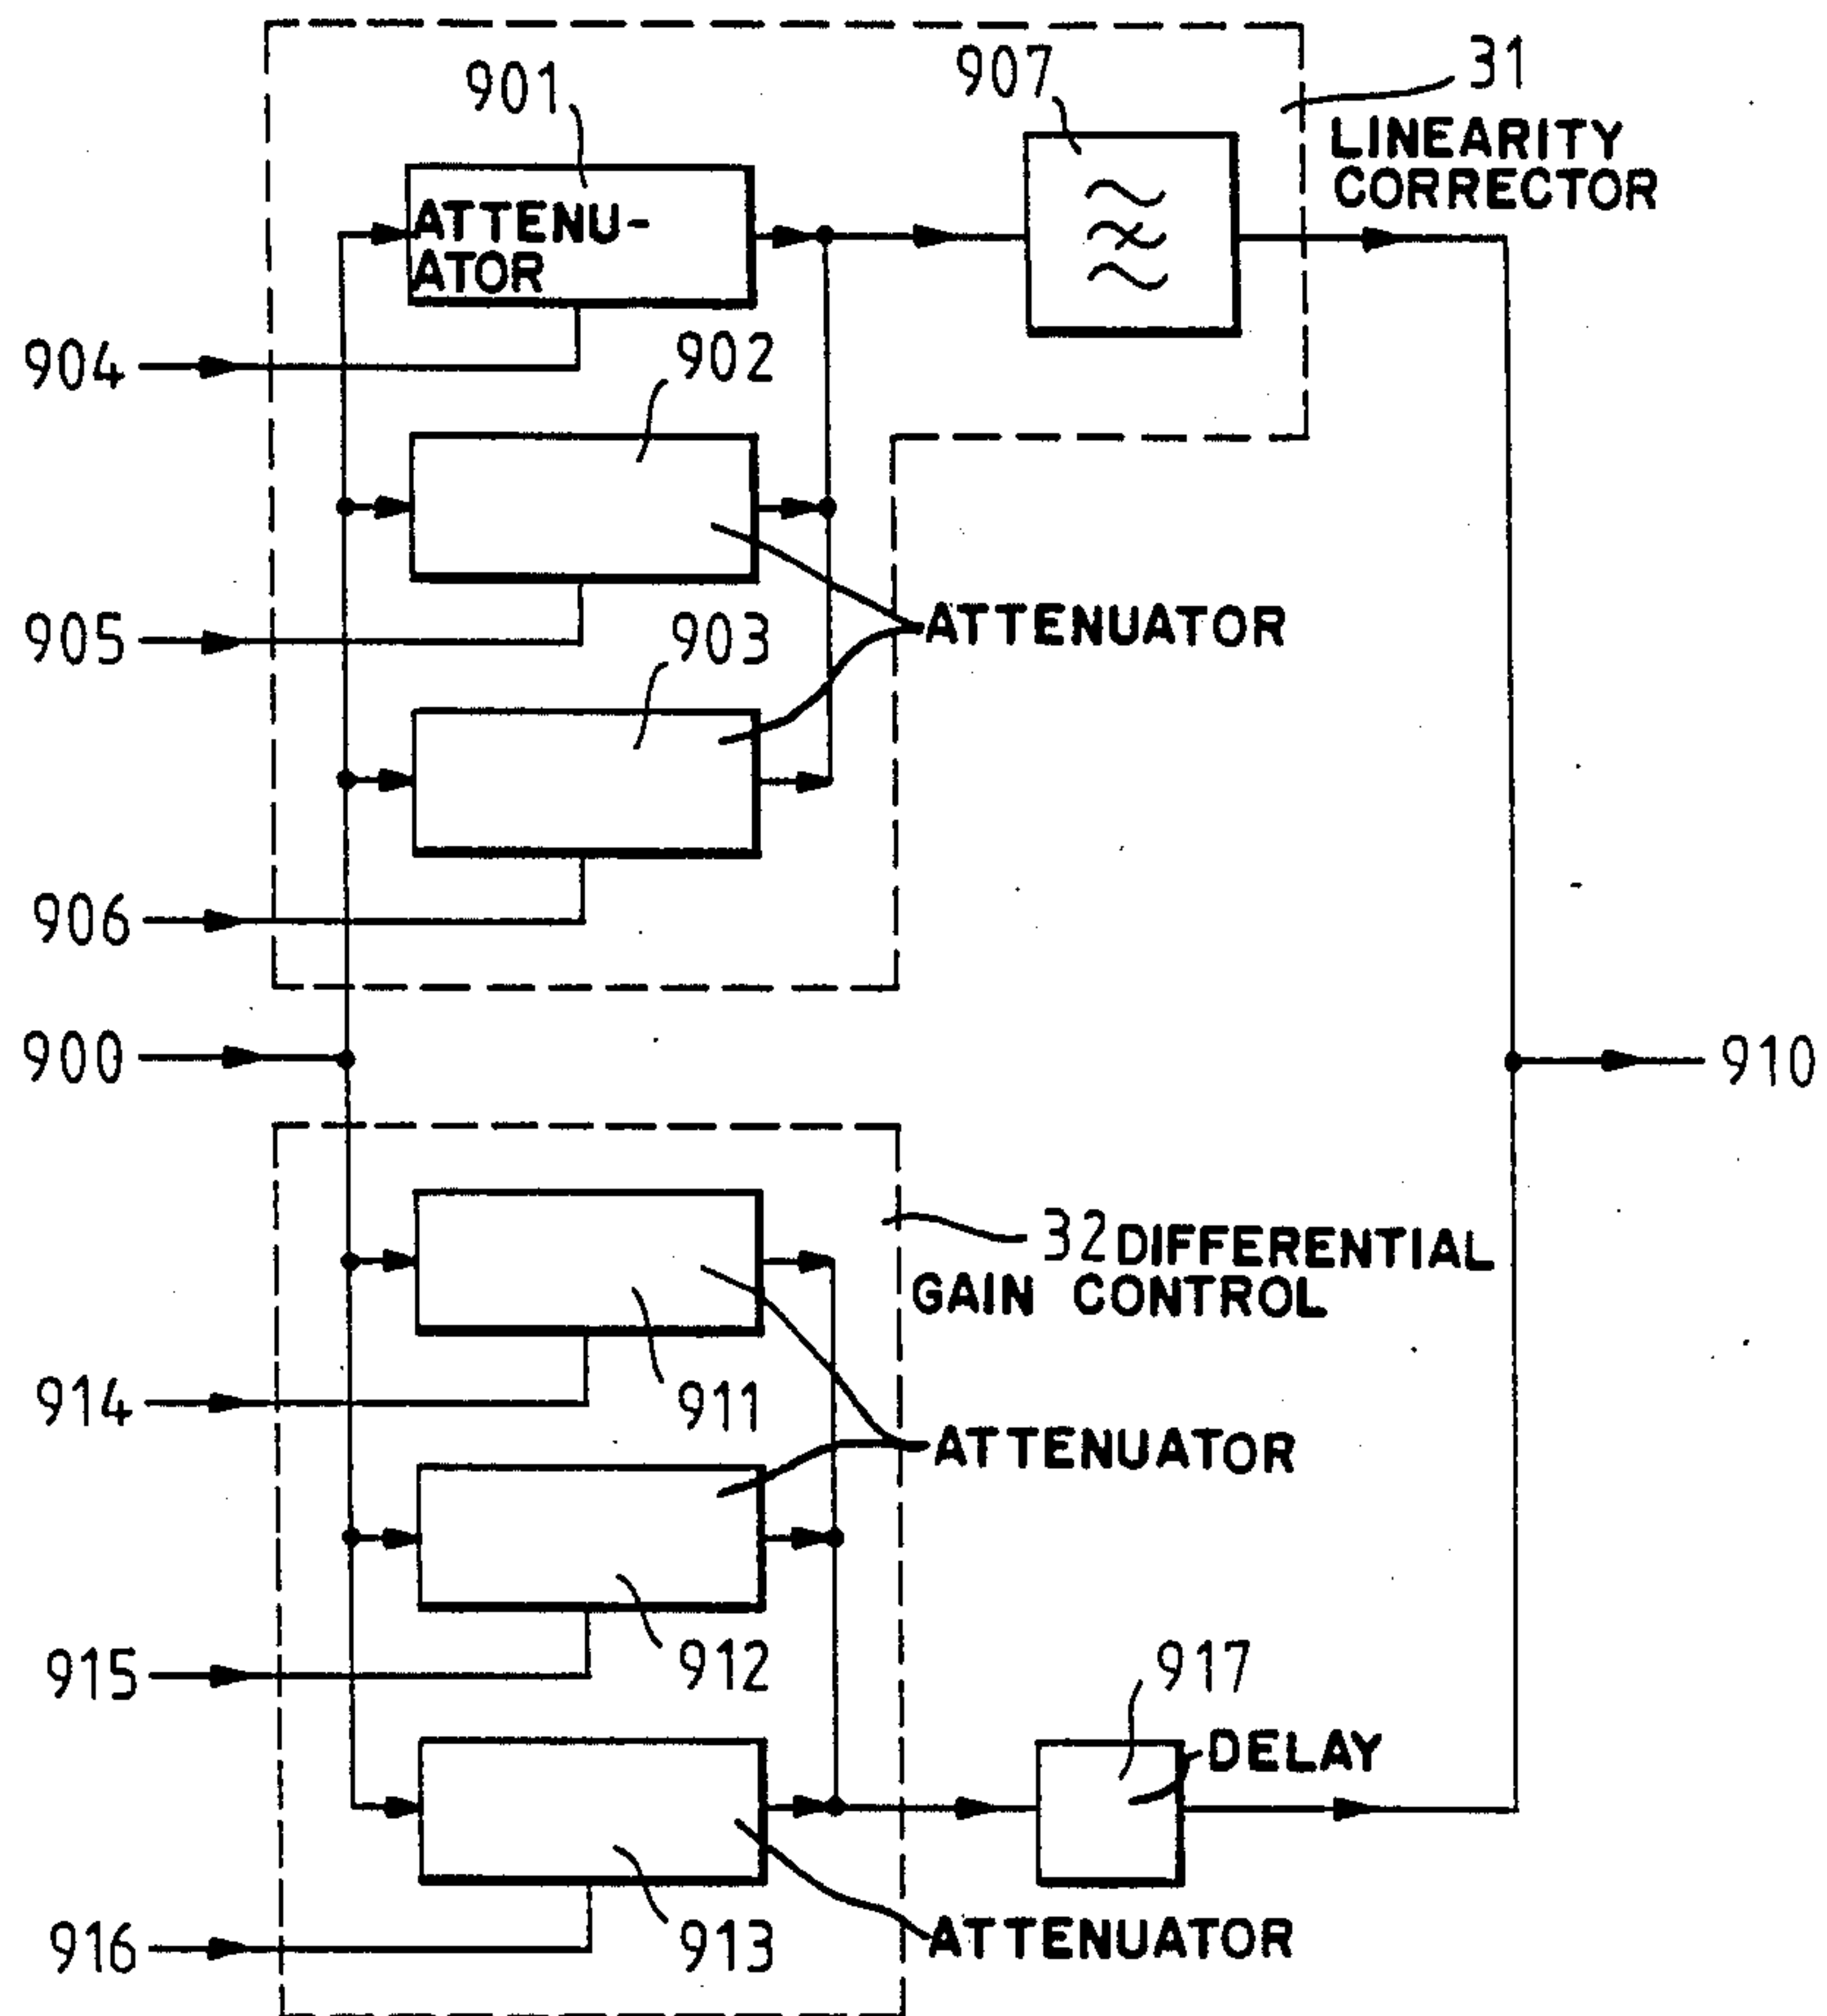 901
907
31
LINEARITY
CORRECTOR
ATTENU-
ATOR
904
902
905
903
ATTENUATOR
906
900
910
32 DIFFERENTIAL
GAIN CONTROL
914
911
ATTENUATOR
915
912
917
DELAY
916
913
ATTENUATOR